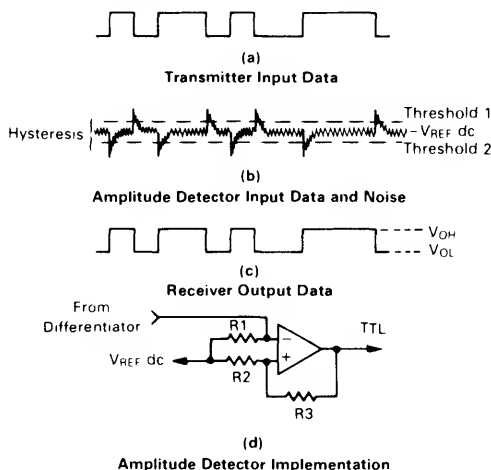 (a)
Transmitter Input Data
Hysteresis
Threshold 1
VREF dc
Threshold 2
(b)
Amplitude Detector Input Data and Noise
VOH
VOL
(c)
Receiver Output Data
From
Differentiator
R1
TTL
VREF dc
R2
R3
−
+
(d)
Amplitude Detector Implementation